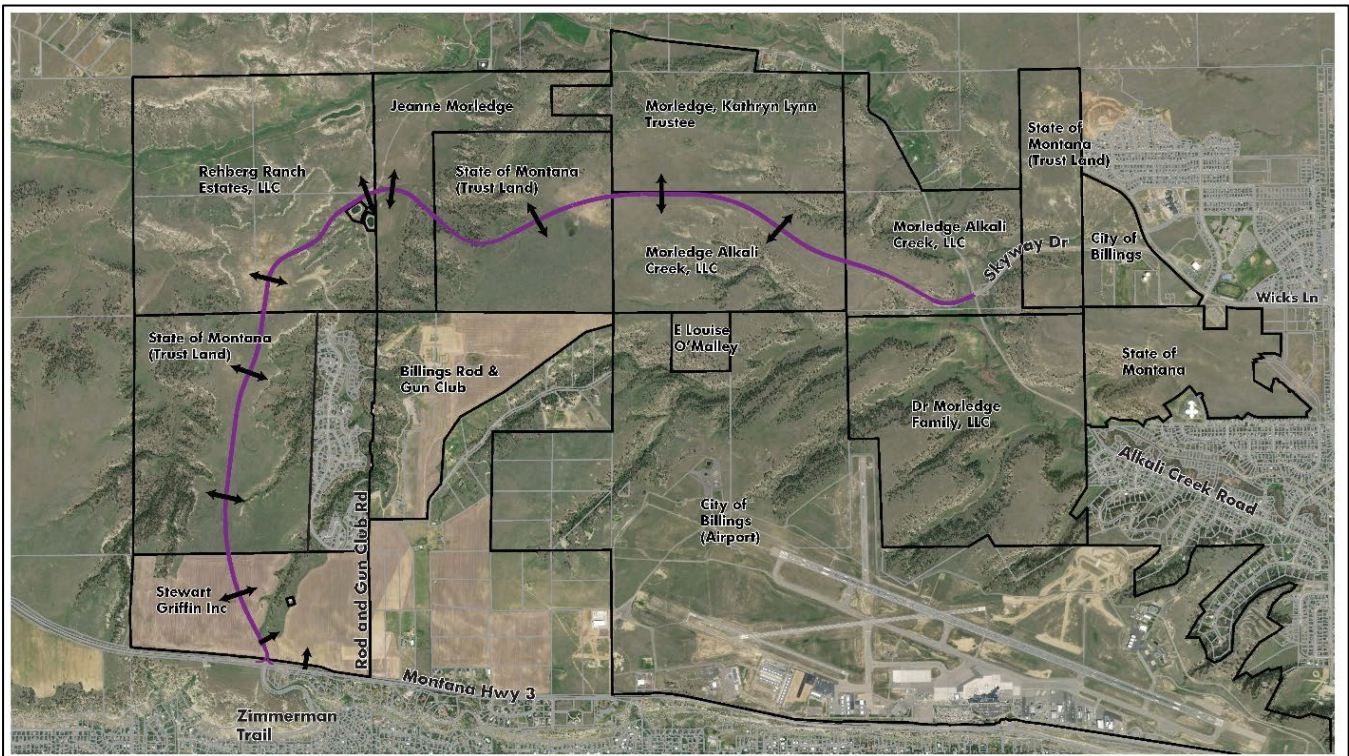 Jeanne Morledge
Morledge, Kathryn Lynn
Trustee
State of
Montana
(Trust Land)
Rehberg Ranch
Estates, LLC
State of Montana
(Trust Land)
Morledge Alkali
Creek, LLC
Morledge Alkali
Creek, LLC
Skyway Dr
City of
Billings
Wicks Ln
State of Montana
(Trust Land)
Billings Rod &
Gun Club
E Louise
O'Malley
State of
Montana
Dr Morledge
Family, LLC
Alkali Creek Road
City of
Billings
(Airport)
Stewart
Griffin Inc
Rod and Gun Club Rd
Montana Hwy 3
Zimmerman
Trail